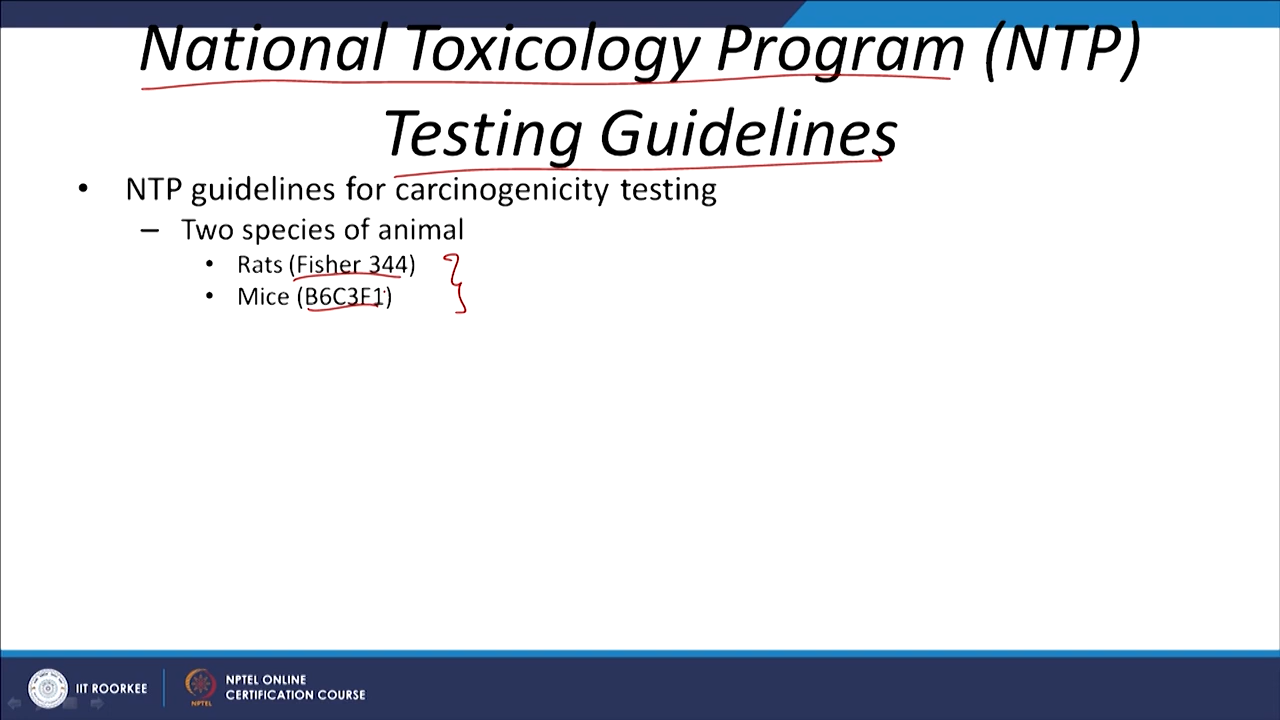 National Toxicology Program (NTP)
Testing Guidelines
• NTP guidelines for carcinogenicity testing
– Two species of animal
• Rats (Fisher 344)
• Mice (B6C3F1)
IIT ROORKEE
NPTEL
NPTEL ONLINE
CERTIFICATION COURSE